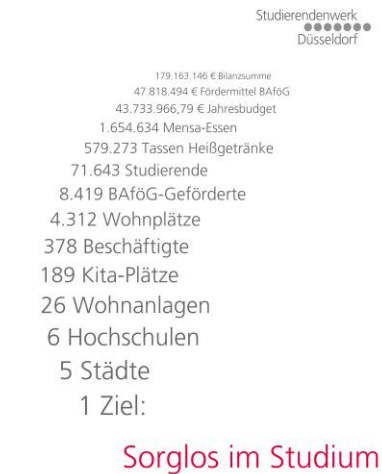 Studierendenwerk
Düsseldorf
179.163.146 € Bilanzsumme
47.818.494 € Fördermittel BAföG
43.733.966,79 € Jahresbudget
1.654.634 Mensa-Essen
579.273 Tassen Heißgetränke
71.643 Studierende
8.419 BAföG-Geförderte
4.312 Wohnplätze
378 Beschäftigte
189 Kita-Plätze
26 Wohnanlagen
6 Hochschulen
5 Städte
1 Ziel:
Sorglos im Studium